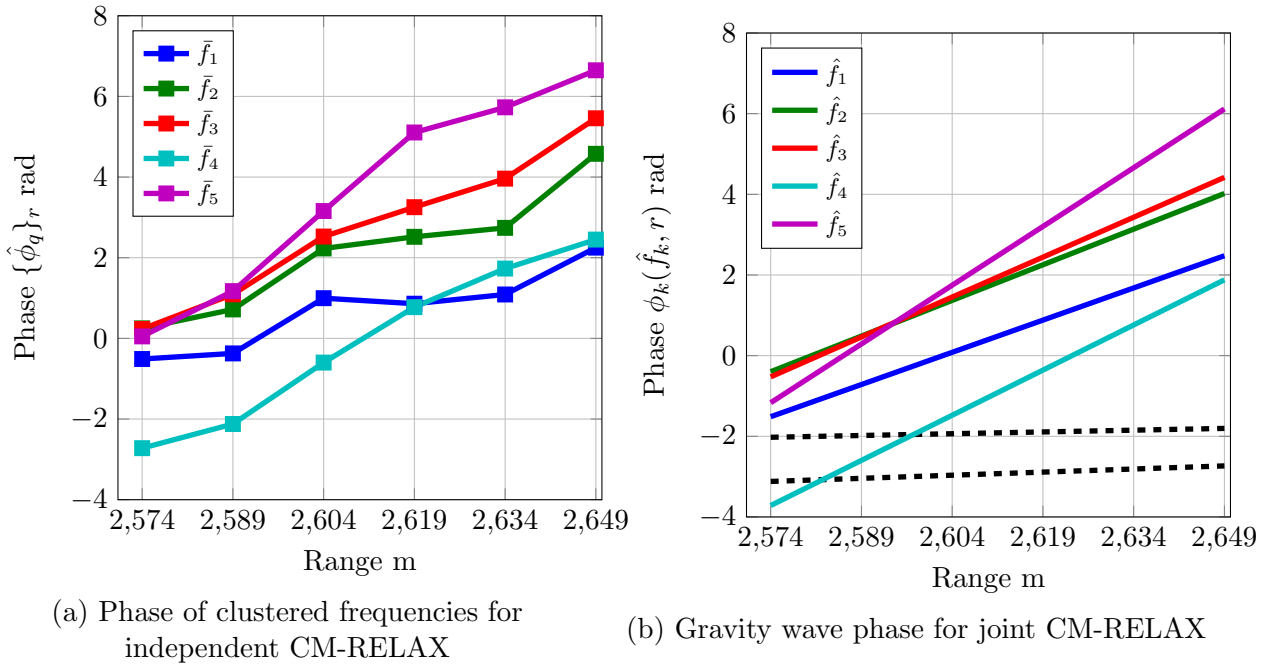 8
6
4
2
0
−2
−4
2,574 2,589 2,604 2,619 2,634 2,649
Range m
Phase {φ̂_q}_r rad
f̄_1
f̄_2
f̄_3
f̄_4
f̄_5
(a) Phase of clustered frequencies for
independent CM-RELAX
8
6
4
2
0
−2
−4
2,574 2,589 2,604 2,619 2,634 2,649
Range m
Phase φ_k(f̂_k, r) rad
f̂_1
f̂_2
f̂_3
f̂_4
f̂_5
(b) Gravity wave phase for joint CM-RELAX